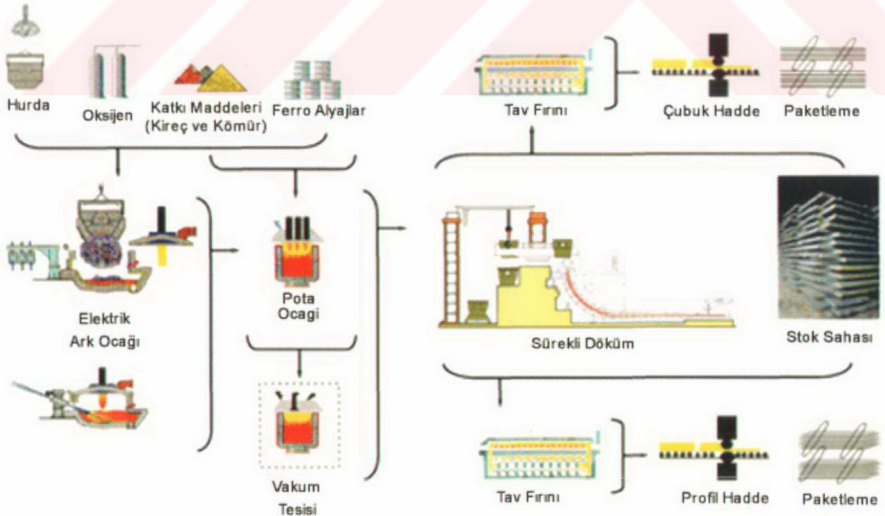 Hurda
Oksijen
Katkı Maddeleri
(Kireç ve Kömür)
Ferro Alyajlar
Tav Fırını
Çubuk Hadde
Paketleme
Elektrik
Ark Ocağı
Pota
Ocagi
Sürekli Döküm
Stok Sahası
Vakum
Tesisi
Tav Fırını
Profil Hadde
Paketleme